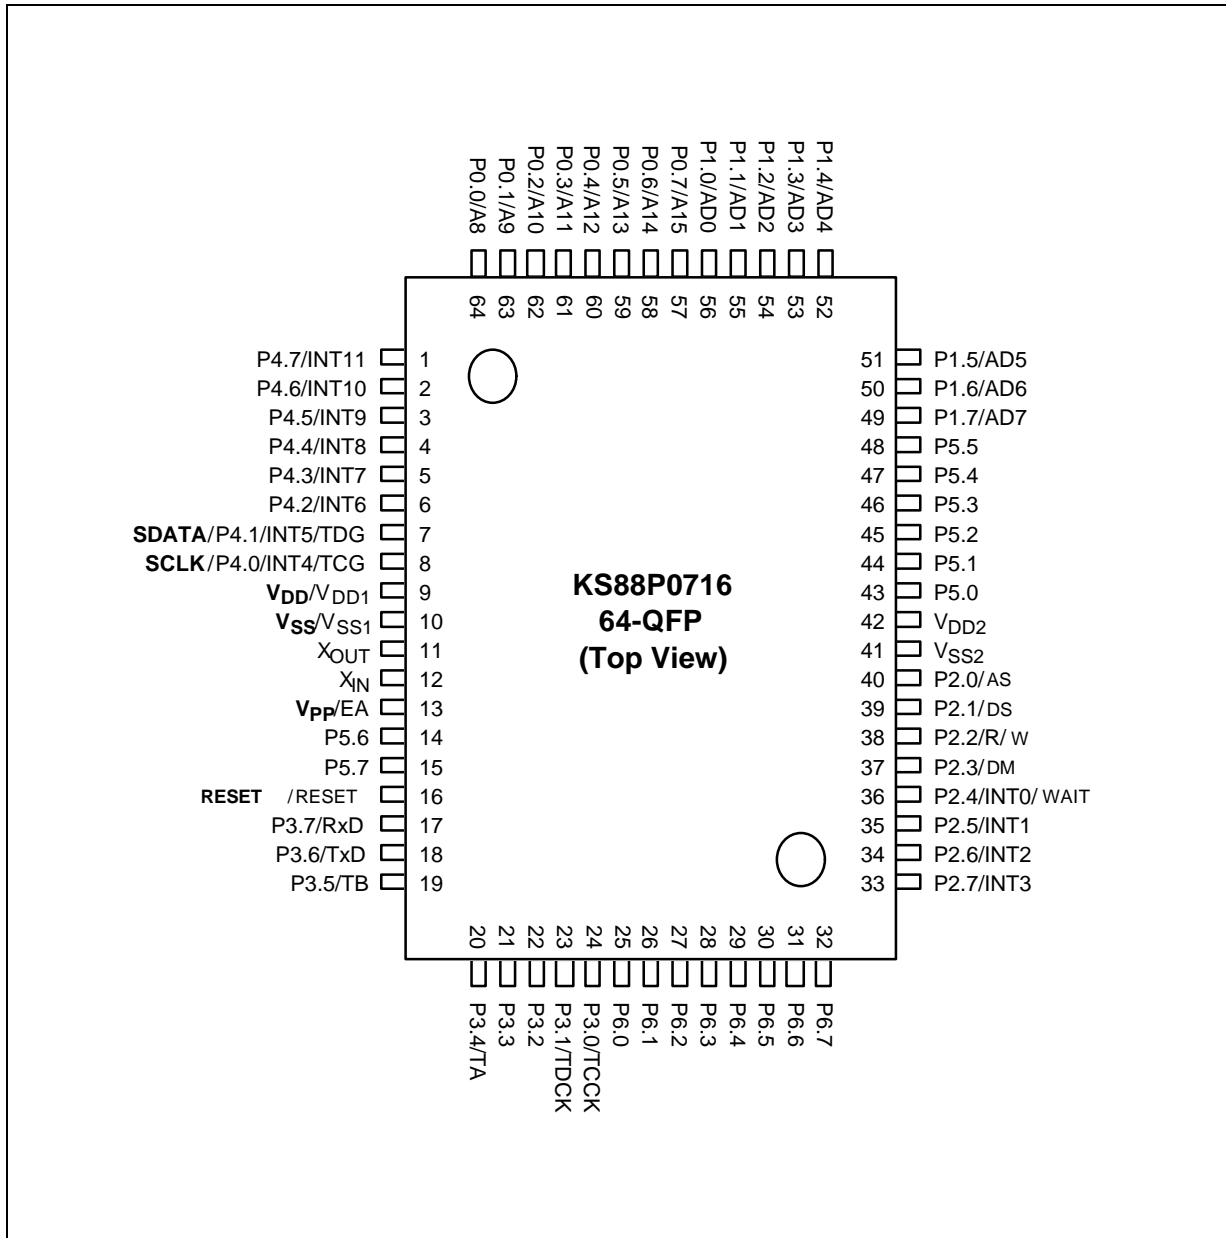 P0.0/A8
P0.1/A9
P0.2/A10
P0.3/A11
P0.4/A12
P0.5/A13
P0.6/A14
P0.7/A15
P1.0/AD0
P1.1/AD1
P1.2/AD2
P1.3/AD3
P1.4/AD4
64
63
62
61
60
59
58
57
56
55
54
53
52
P4.7/INT11 1
P4.6/INT10 2
P4.5/INT9 3
P4.4/INT8 4
P4.3/INT7 5
P4.2/INT6 6
SDATA/P4.1/INT5/TDG 7
SCLK/P4.0/INT4/TCG 8
VDD/VDD1 9
VSS/VSS1 10
XOUT 11
XIN 12
VPP/EA 13
P5.6 14
P5.7 15
RESET /RESET 16
P3.7/RxD 17
P3.6/TxD 18
P3.5/TB 19
KS88P0716
64-QFP
(Top View)
51 P1.5/AD5
50 P1.6/AD6
49 P1.7/AD7
48 P5.5
47 P5.4
46 P5.3
45 P5.2
44 P5.1
43 P5.0
42 VDD2
41 VSS2
40 P2.0/AS
39 P2.1/DS
38 P2.2/R/ W
37 P2.3/DM
36 P2.4/INT0/ WAIT
35 P2.5/INT1
34 P2.6/INT2
33 P2.7/INT3
20
21
22
23
24
25
26
27
28
29
30
31
32
P3.4/TA
P3.3
P3.2
P3.1/TDCK
P3.0/TCCK
P6.0
P6.1
P6.2
P6.3
P6.4
P6.5
P6.6
P6.7